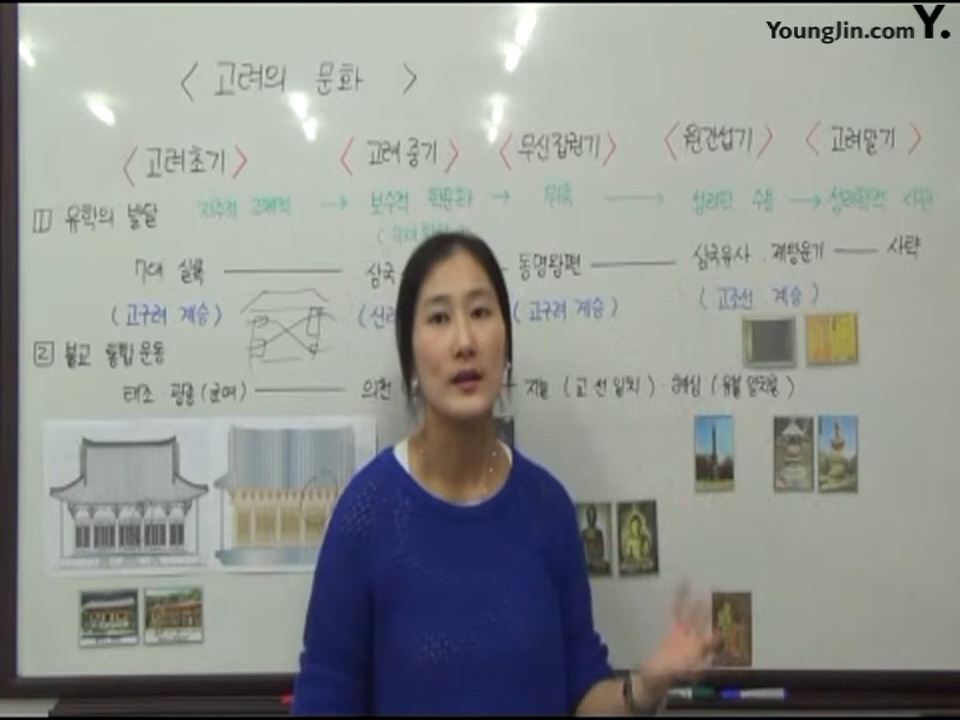 YoungJin.com Y.
< 고려의 문화 >
<고려초기> <고려 중기> <무신집권기> <원간섭기> <고려말기>
1 유학의 발달 자주적 주체적 → 보수적 학문화 → 위축 → 성리학 수용 → 성리학적 사관
7대 실록 삼국 동명왕편 삼국유사 . 제왕운기 사략
(고구려 계승) (신라 (고구려 계승) (고조선 계승)
2 불교 통합 운동
태조 . 광종 (균여) 의천 지눌 (교 선 일치) . 혜심 (유불 일치설)